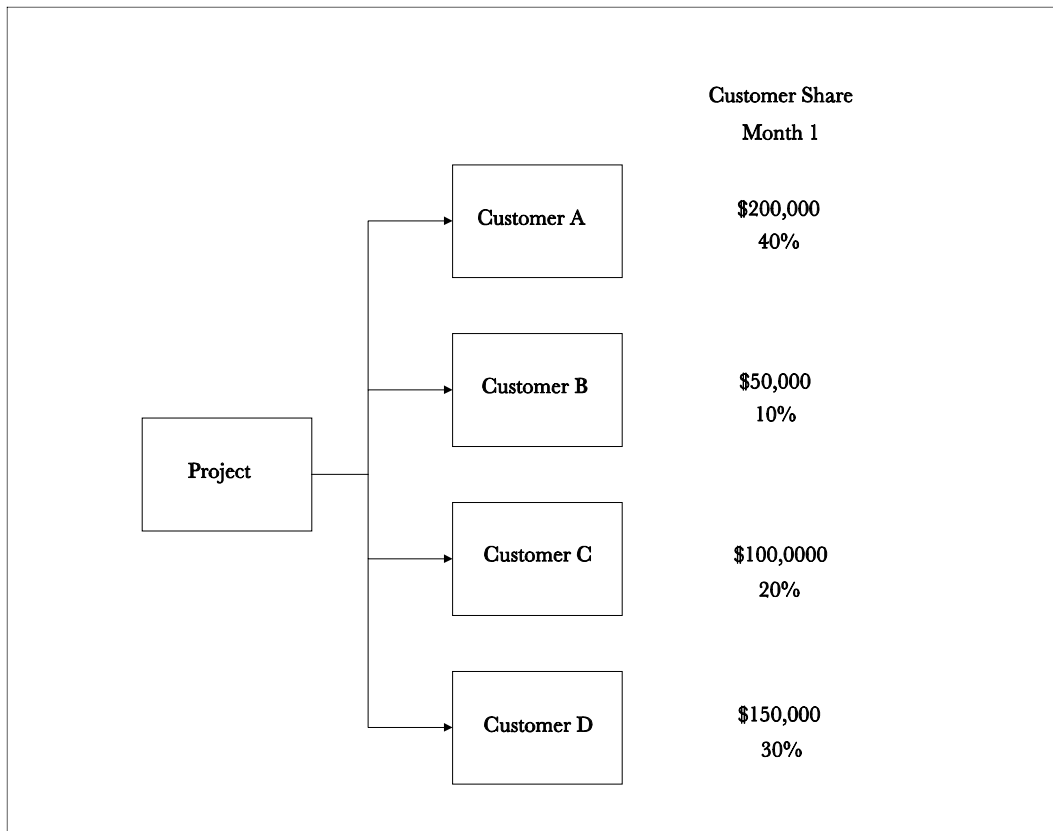 Customer Share
Month 1
Customer A
$200,000
40%
Customer B
$50,000
10%
Project
Customer C
$100,0000
20%
Customer D
$150,000
30%